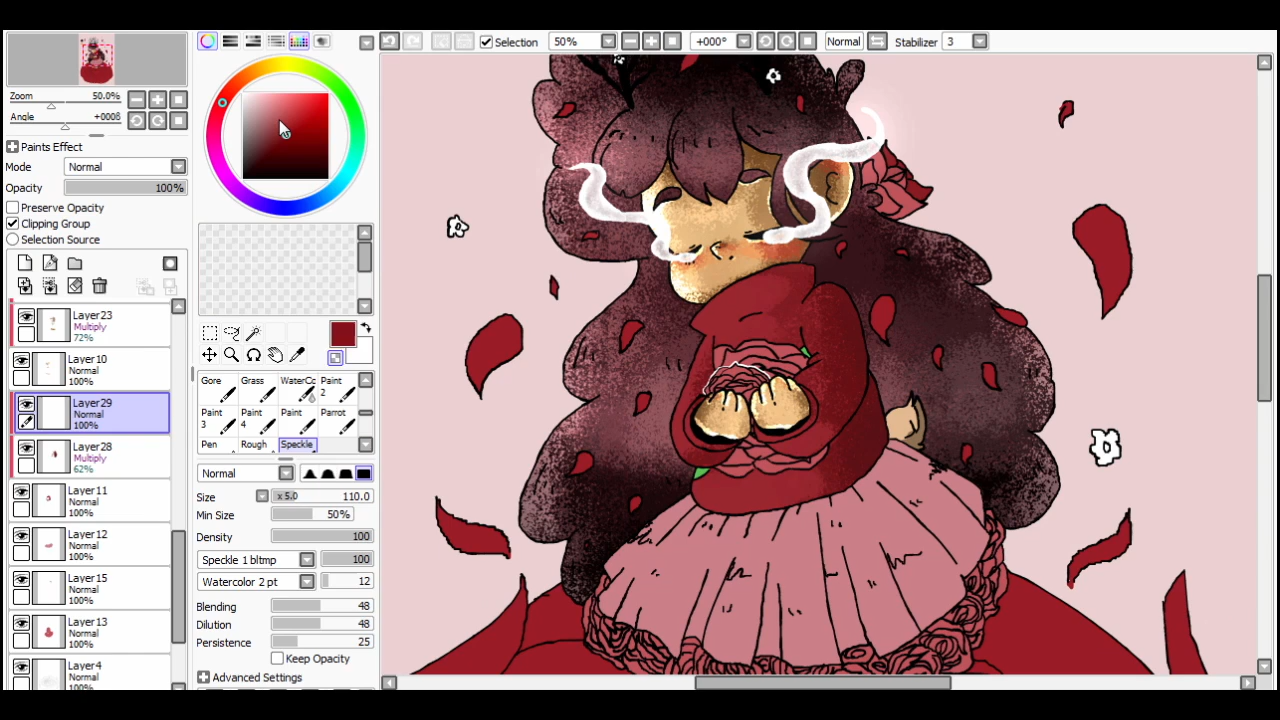 Selection
50%
+000°
Normal
Stabilizer
3
Zoom
50.0%
Angle
+0008
Paints Effect
Mode
Normal
Opacity
100%
Preserve Opacity
Clipping Group
Selection Source
Layer23
Multiply
72%
Layer10
Normal
100%
Layer29
Normal
100%
Layer28
Multiply
62%
Layer11
Normal
100%
Layer12
Normal
100%
Layer15
Normal
100%
Layer13
Normal
100%
Layer4
Normal
100%
Gore
Grass
WaterCc
Paint 2
Paint 3
Paint 4
Paint
Parrot
Pen
Rough
Speckle
Normal
Size
x 5.0
110.0
Min Size
50%
Density
100
Speckle 1 bltmp
100
Watercolor 2 pt
12
Blending
48
Dilution
48
Persistence
25
Keep Opacity
Advanced Settings